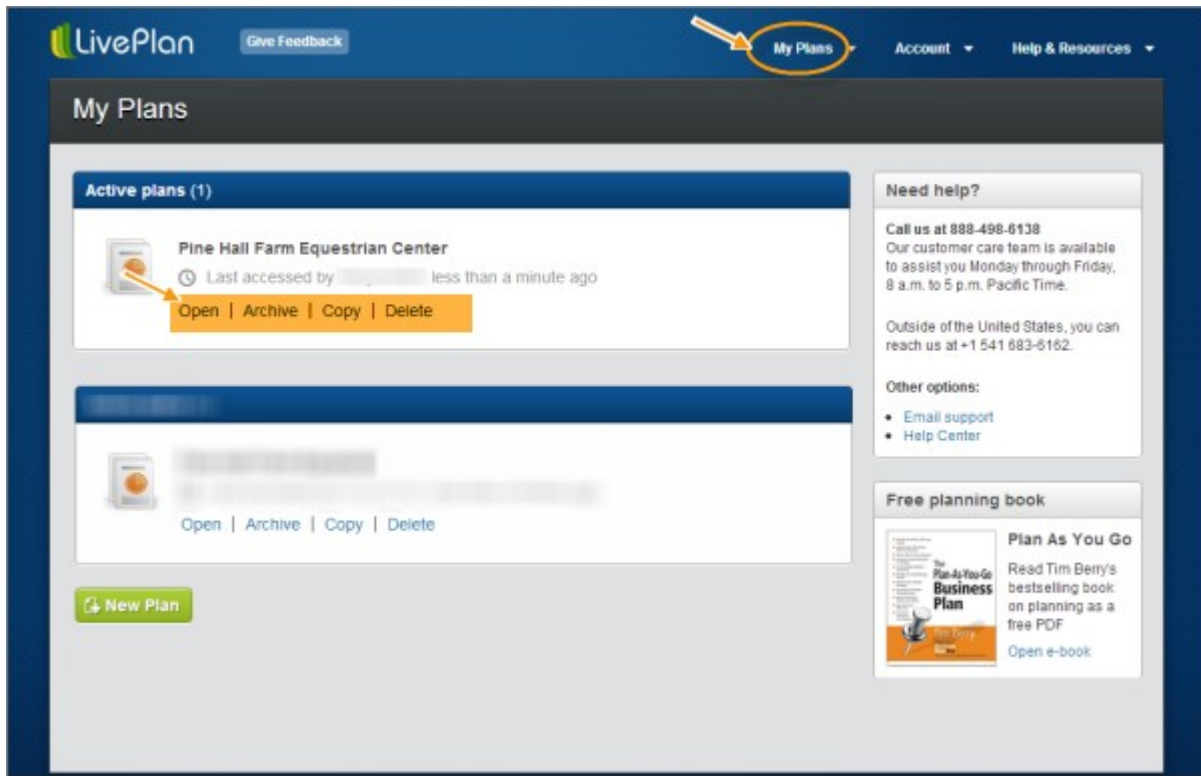 LivePlan
Give Feedback
My Plans
Account
Help & Resources
My Plans
Active plans (1)
Pine Hall Farm Equestrian Center
Last accessed by less than a minute ago
Open | Archive | Copy | Delete
Open | Archive | Copy | Delete
New Plan
Need help?
Call us at 888-498-6138
Our customer care team is available
to assist you Monday through Friday,
8 a.m. to 5 p.m. Pacific Time.
Outside of the United States, you can
reach us at +1 541 683-6162.
Other options:
• Email support
• Help Center
Free planning book
The
Plan-As-You-Go
Business
Plan
Tim Berry
Plan As You Go
Read Tim Berry's
bestselling book
on planning as a
free PDF
Open e-book